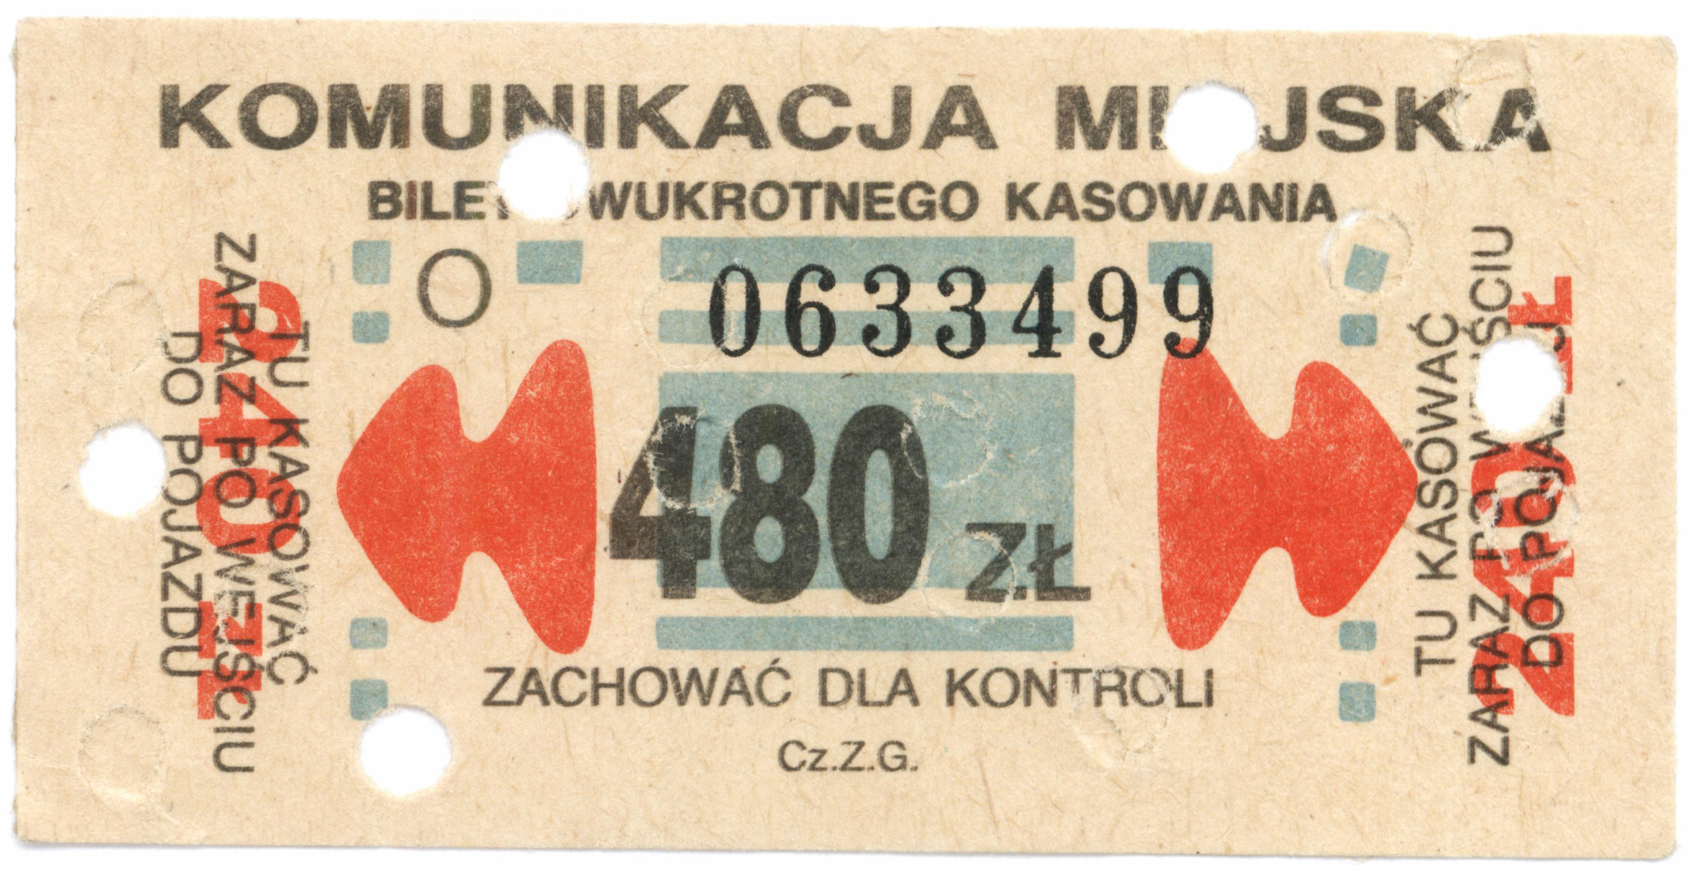 KOMUNIKACJA MIEJSKA
BILET DWUKROTNEGO KASOWANIA
O 0633499
480 ZŁ
ZACHOWAĆ DLA KONTROLI
Cz.Z.G.
TU KASOWAĆ
ZARAZ PO WEJŚCIU
DO POJAZDU
240 zł
TU KASOWAĆ
ZARAZ PO WEJŚCIU
DO POJAZDU
240 zł